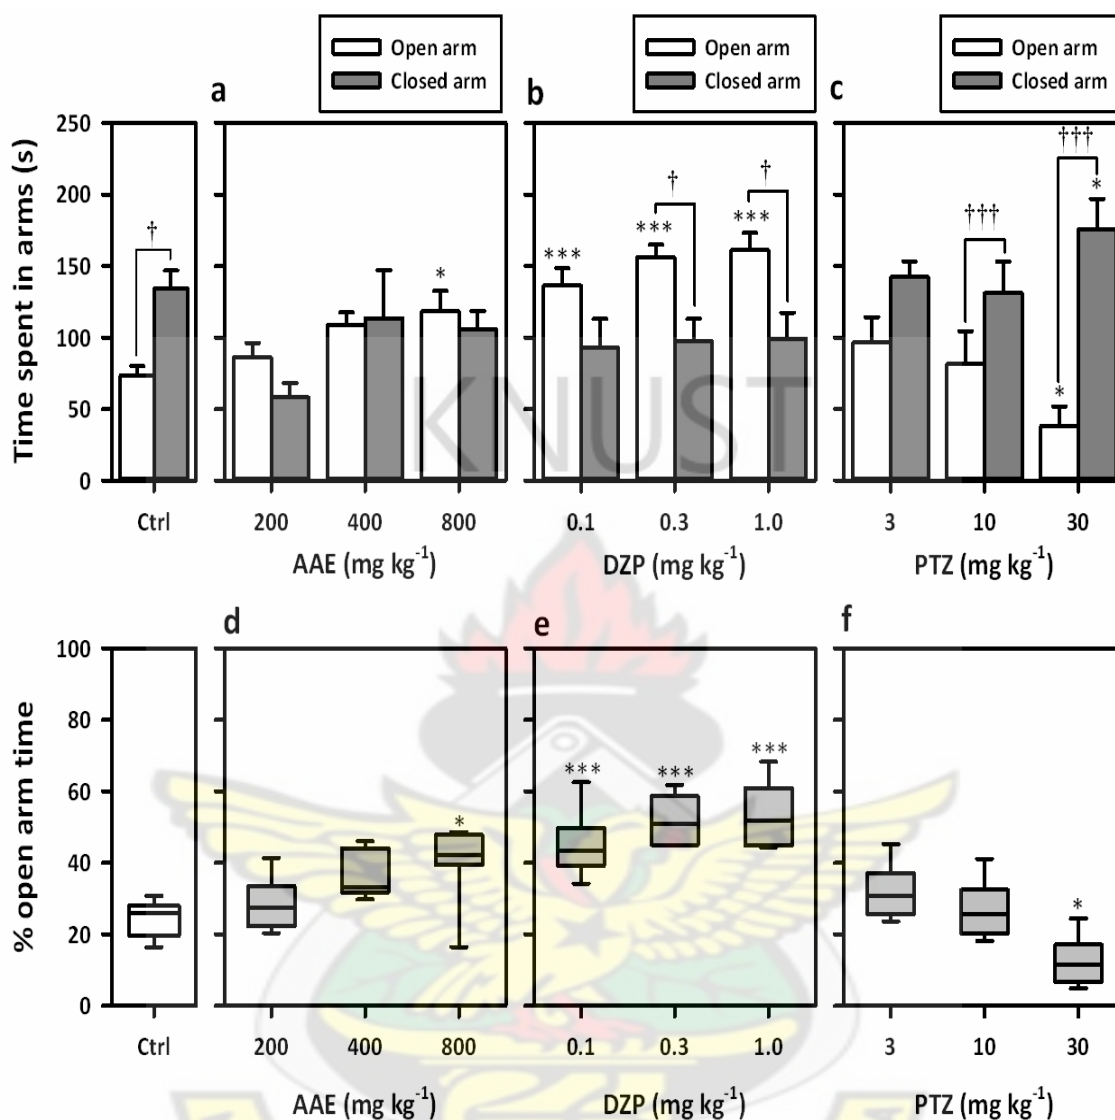 Open arm
Closed arm
Open arm
Closed arm
Open arm
Closed arm
a
b
c
Time spent in arms (s)
250
200
150
100
50
0
†
*
***
***
***
†
†
†††
†††
*
*
Ctrl
200
400
800
0.1
0.3
1.0
3
10
30
AAE (mg kg-1)
DZP (mg kg-1)
PTZ (mg kg-1)
KNUST
d
e
f
% open arm time
100
80
60
40
20
0
*
***
***
***
*
Ctrl
200
400
800
0.1
0.3
1.0
3
10
30
AAE (mg kg-1)
DZP (mg kg-1)
PTZ (mg kg-1)